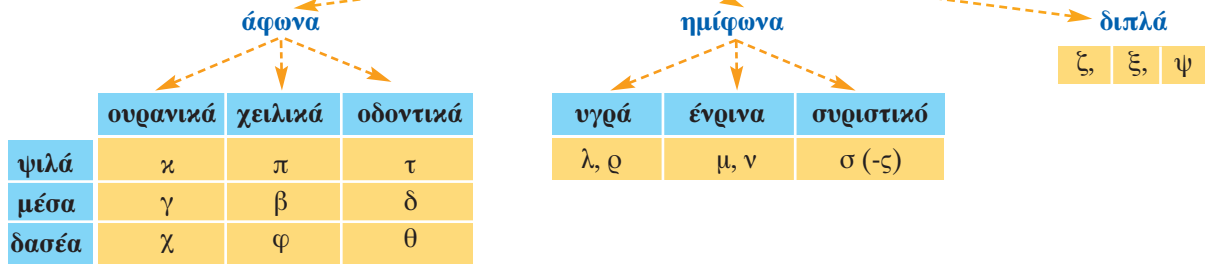 άφωνα ημίφωνα διπλά
ζ, ξ, ψ
ουρανικά χειλικά οδοντικά υγρά ένρινα συριστικό
ψιλά κ π τ λ, ρ μ, ν σ (-ς)
μέσα γ β δ
δασέα χ φ θ